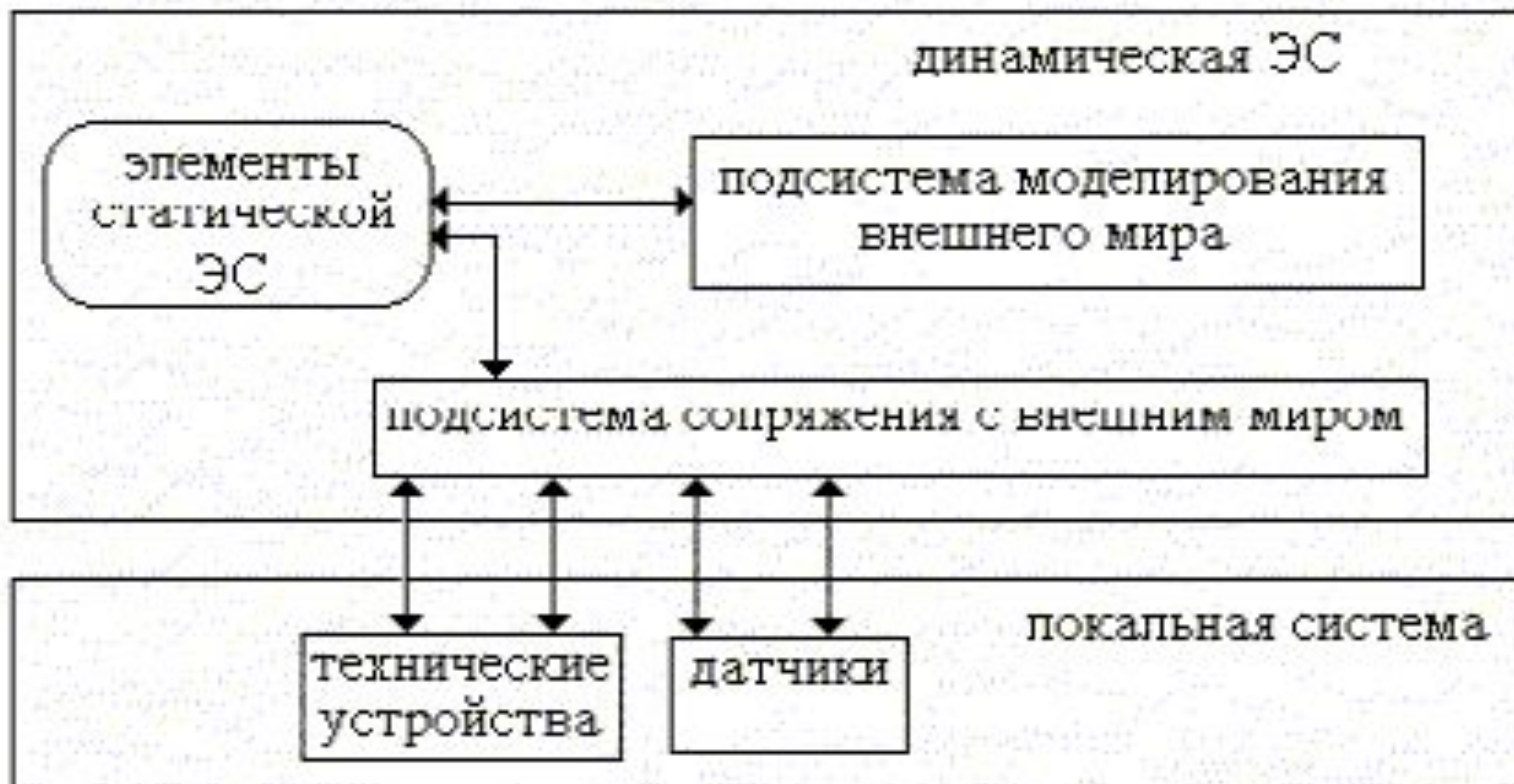 динамическая ЭС
элементы
статической
ЭС
подсистема моделирования
внешнего мира
подсистема сопряжения с внешним миром
локальная система
технические
устройства
датчики